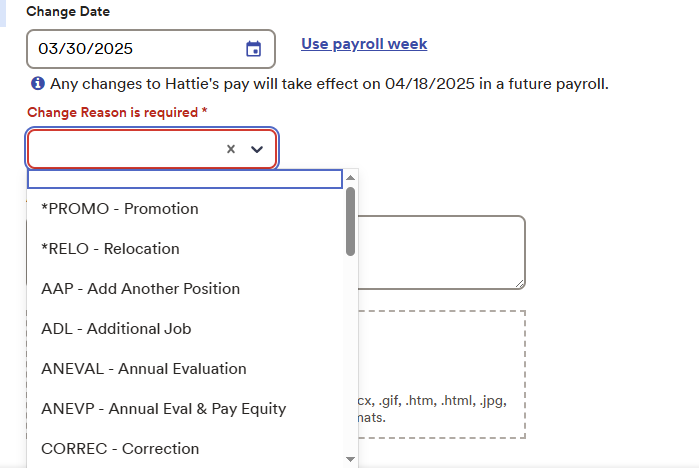 Change Date
03/30/2025
Use payroll week
Any changes to Hattie's pay will take effect on 04/18/2025 in a future payroll.
Change Reason is required *
*PROMO - Promotion
*RELO - Relocation
AAP - Add Another Position
ADL - Additional Job
ANEVAL - Annual Evaluation
cx, .gif, .htm, .html, .jpg,
ANEVP - Annual Eval & Pay Equity
mats.
CORREC - Correction